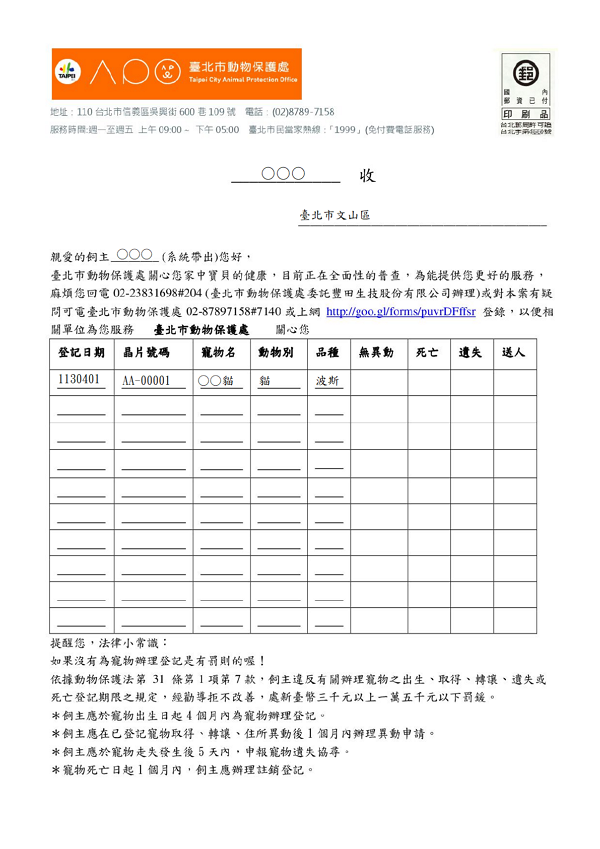 TAIPEI
臺北市動物保護處
Taipei City Animal Protection Office
國內
郵資已付
印刷品
地址：110 台北市信義區吳興街 600 巷 109 號　電話：(02)8789-7158
服務時間:週一至週五 上午 09:00 – 下午 05:00　臺北市民當家熱線：「1999」(免付費電話服務)
○○○ 收
臺北市文山區
親愛的飼主 ○○○ (系統帶出)您好，
臺北市動物保護處關心您家中寶貝的健康，目前正在全面性的普查，為能提供您更好的服務，
麻煩您回電 02-23831698#204 (臺北市動物保護處委託豐田生技股份有限公司辦理)或對本案有疑
問可電臺北市動物保護處 02-87897158#7140 或上網 http://goo.gl/forms/puvrDFffsr 登錄，以便相
關單位為您服務 臺北市動物保護處 關心您
登記日期 晶片號碼 寵物名 動物別 品種 無異動 死亡 遺失 送人
1130401 AA-00001 ○○貓 貓 波斯
提醒您，法律小常識：
如果沒有為寵物辦理登記是有罰則的喔！
依據動物保護法第 31 條第 1 項第 7 款，飼主違反有關辦理寵物之出生、取得、轉讓、遺失或
死亡登記期限之規定，經勸導拒不改善，處新臺幣三千元以上一萬五千元以下罰鍰。
＊飼主應於寵物出生日起 4 個月內為寵物辦理登記。
＊飼主應在已登記寵物取得、轉讓、住所異動後 1 個月內辦理異動申請。
＊飼主應於寵物走失發生後 5 天內，申報寵物遺失協尋。
＊寵物死亡日起 1 個月內，飼主應辦理註銷登記。